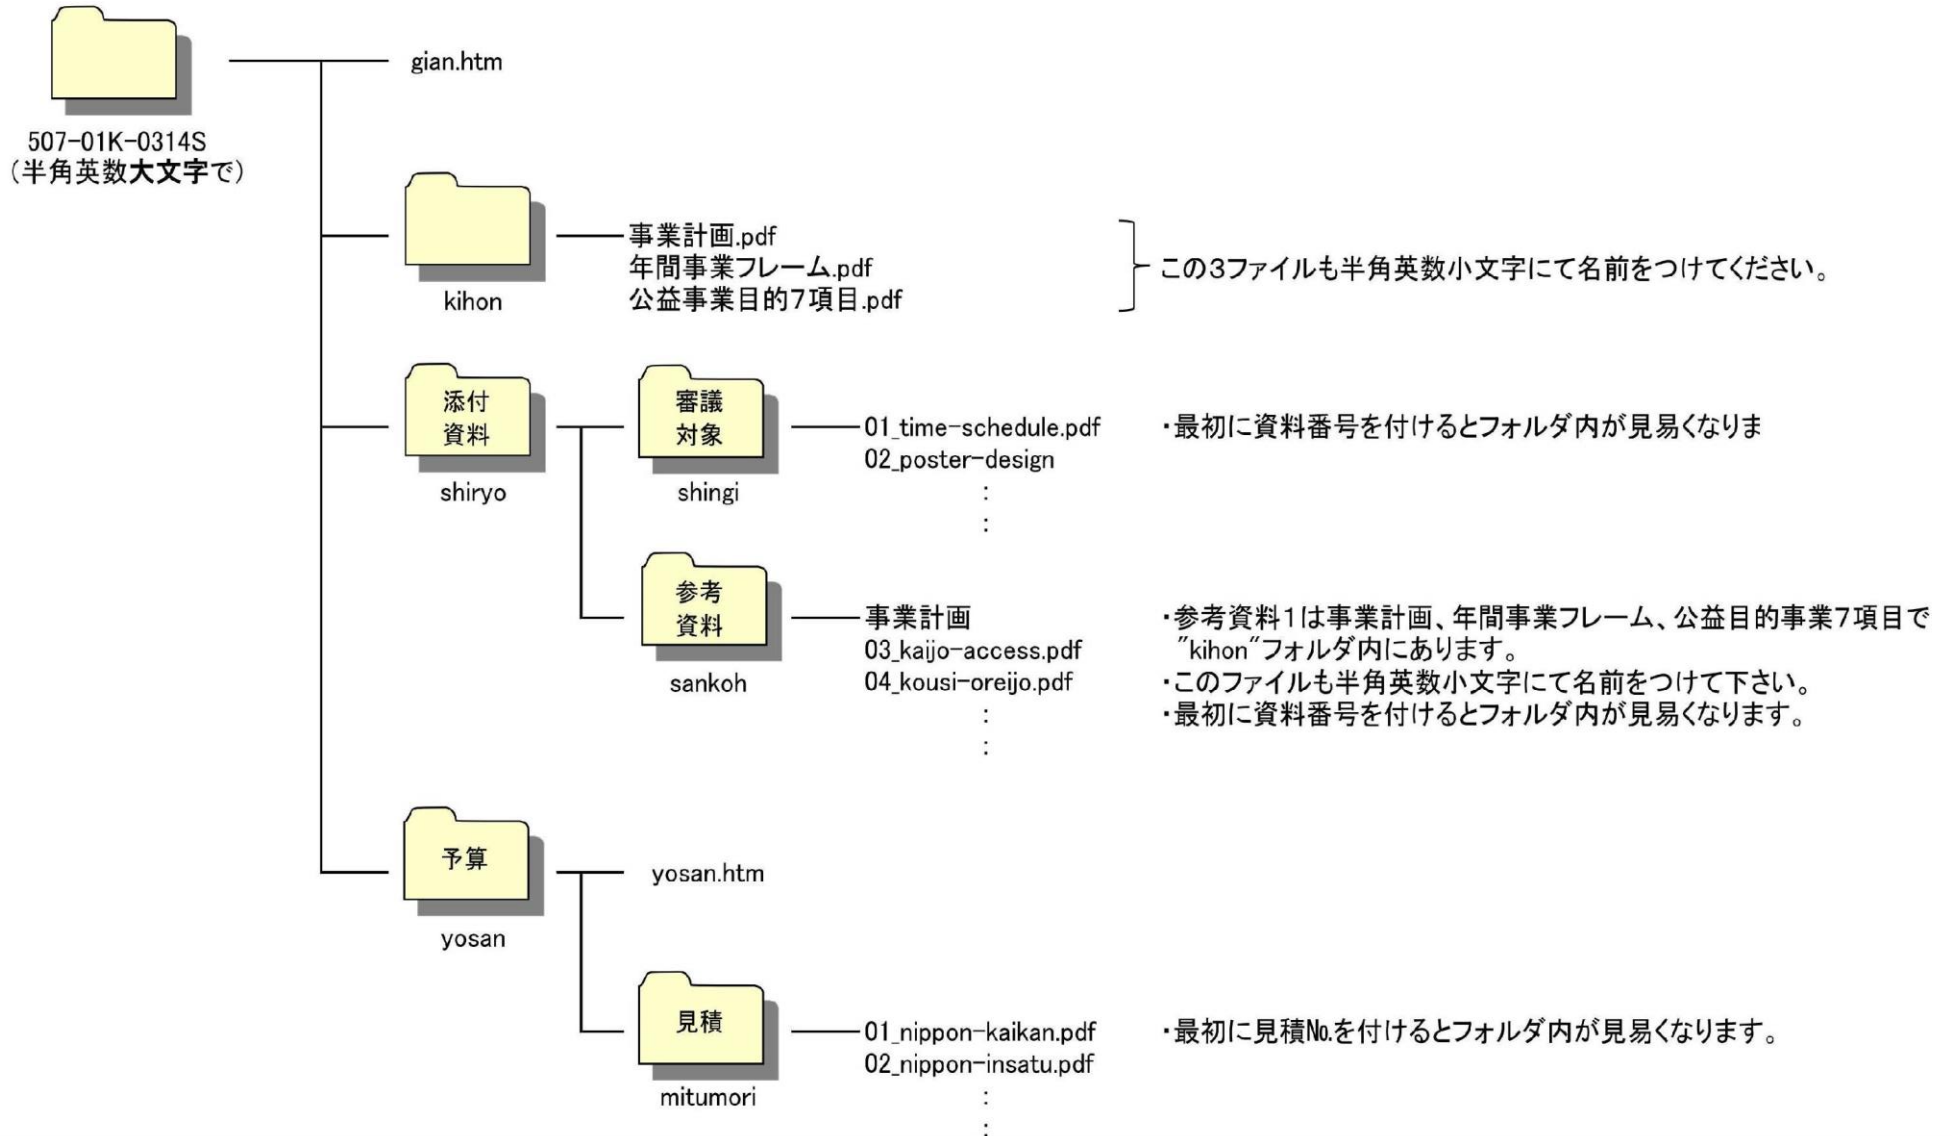 gian.htm
507-01K-0314S
(半角英数大文字で)
kihon
事業計画.pdf
年間事業フレーム.pdf
公益事業目的7項目.pdf
この3ファイルも半角英数小文字にて名前をつけてください。
添付
資料
shiryo
審議
対象
shingi
01_time-schedule.pdf
02_poster-design
:
:
・最初に資料番号を付けるとフォルダ内が見易くなりま
参考
資料
sankoh
事業計画
03_kaijo-access.pdf
04_kousi-oreijo.pdf
:
:
・参考資料1は事業計画、年間事業フレーム、公益目的事業7項目で
"kihon"フォルダ内にあります。
・このファイルも半角英数小文字にて名前をつけて下さい。
・最初に資料番号を付けるとフォルダ内が見易くなります。
予算
yosan
yosan.htm
見積
mitumori
01_nippon-kaikan.pdf
02_nippon-insatu.pdf
:
:
・最初に見積№を付けるとフォルダ内が見易くなります。